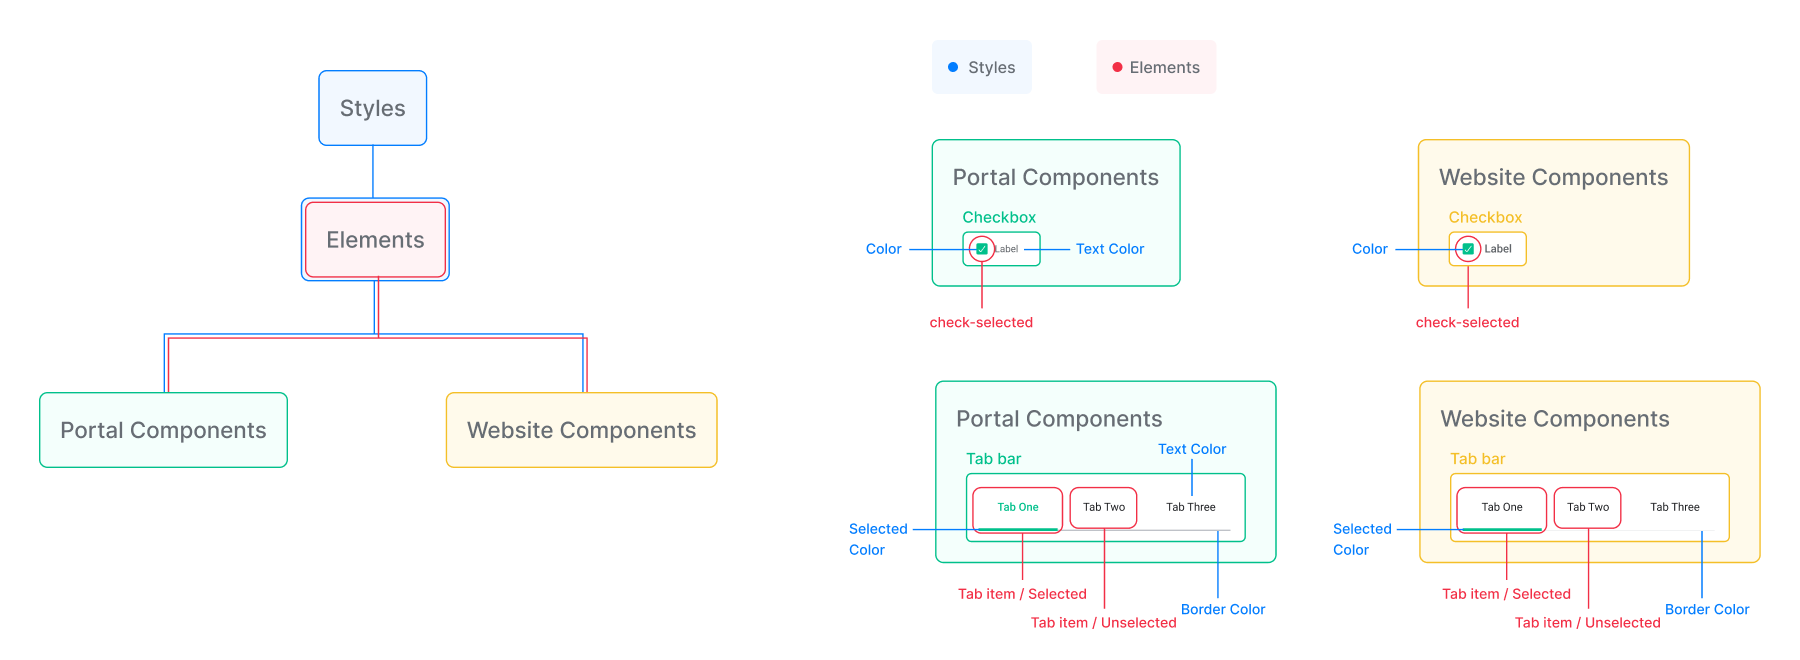 Styles
Elements
Portal Components
Website Components
Styles
Elements
Portal Components
Checkbox
Color
Label
Text Color
check-selected
Website Components
Checkbox
Color
Label
check-selected
Portal Components
Text Color
Tab bar
Tab One
Tab Two
Tab Three
Selected
Color
Tab item / Selected
Border Color
Tab item / Unselected
Website Components
Tab bar
Tab One
Tab Two
Tab Three
Selected
Color
Tab item / Selected
Border Color
Tab item / Unselected